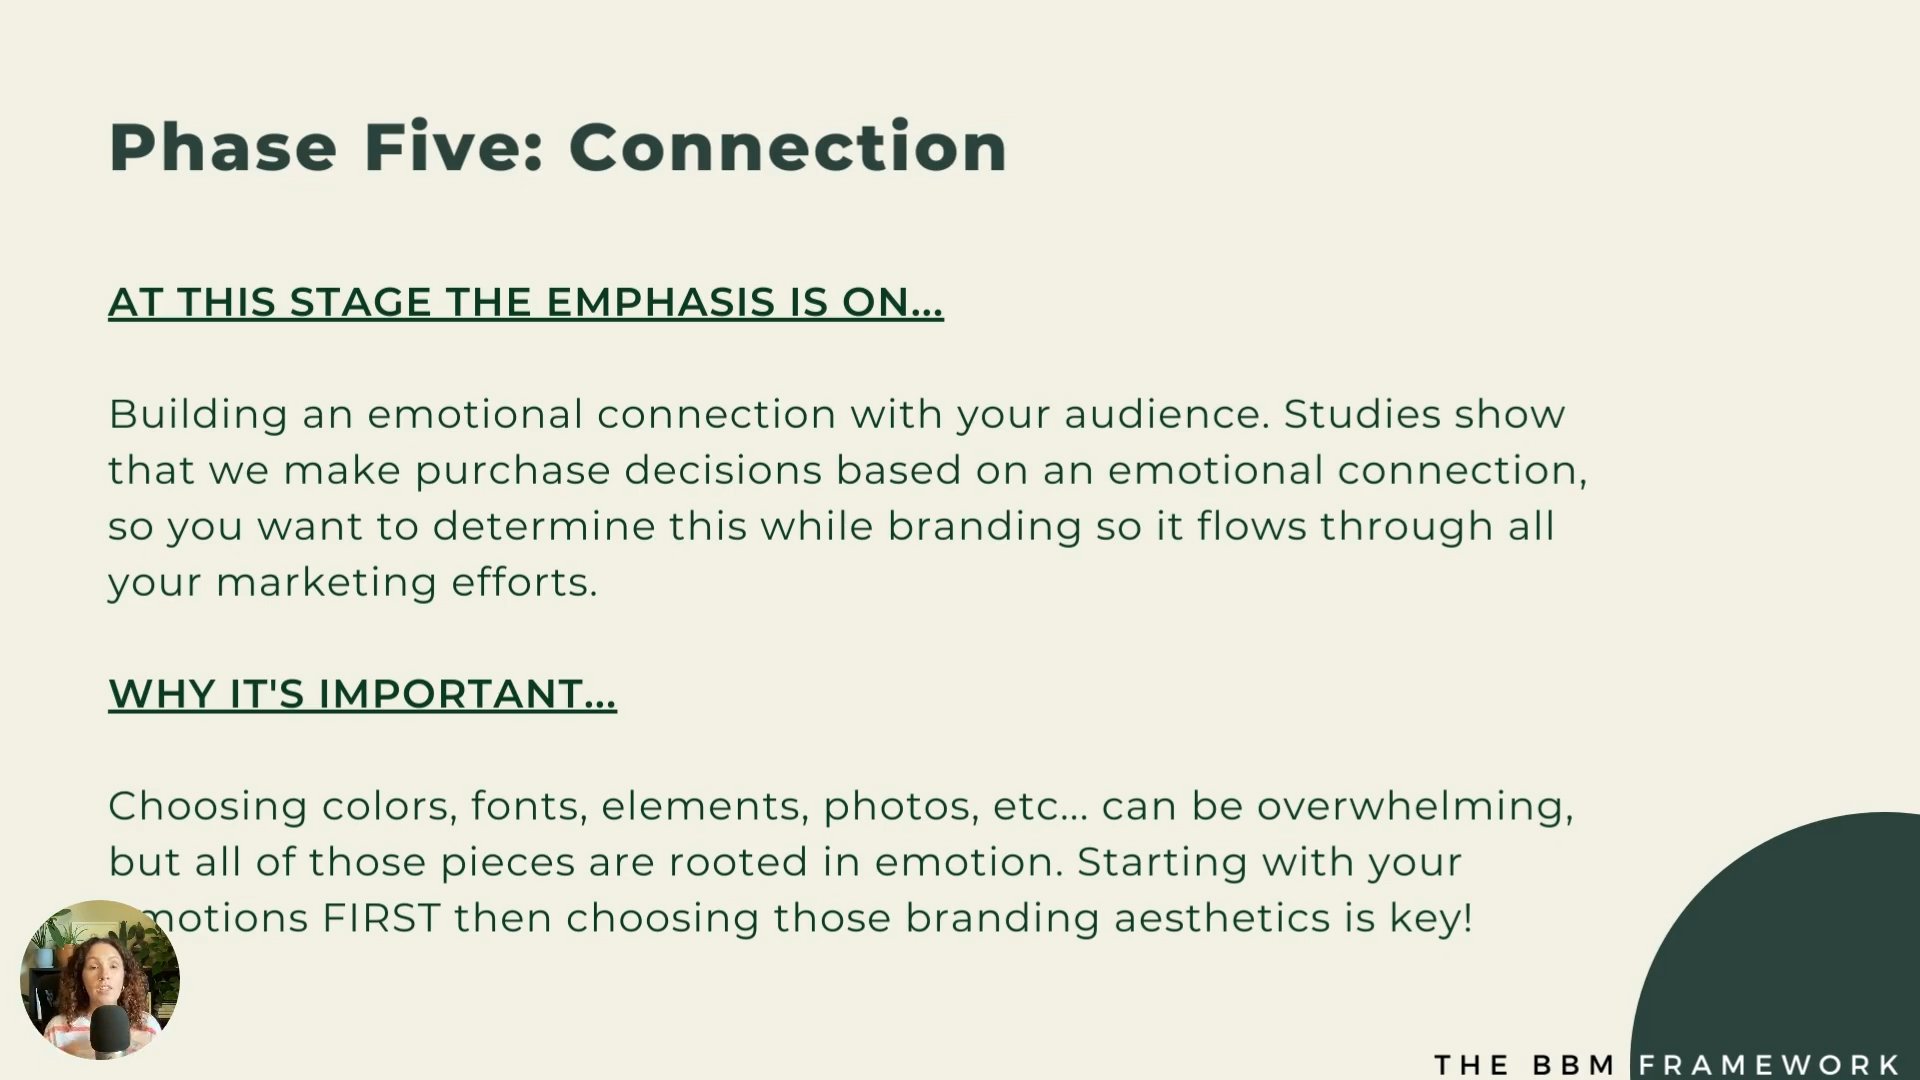 Phase Five: Connection
AT THIS STAGE THE EMPHASIS IS ON...
Building an emotional connection with your audience. Studies show
that we make purchase decisions based on an emotional connection,
so you want to determine this while branding so it flows through all
your marketing efforts.
WHY IT'S IMPORTANT...
Choosing colors, fonts, elements, photos, etc... can be overwhelming,
but all of those pieces are rooted in emotion. Starting with your
emotions FIRST then choosing those branding aesthetics is key!
THE BBM FRAMEWORK